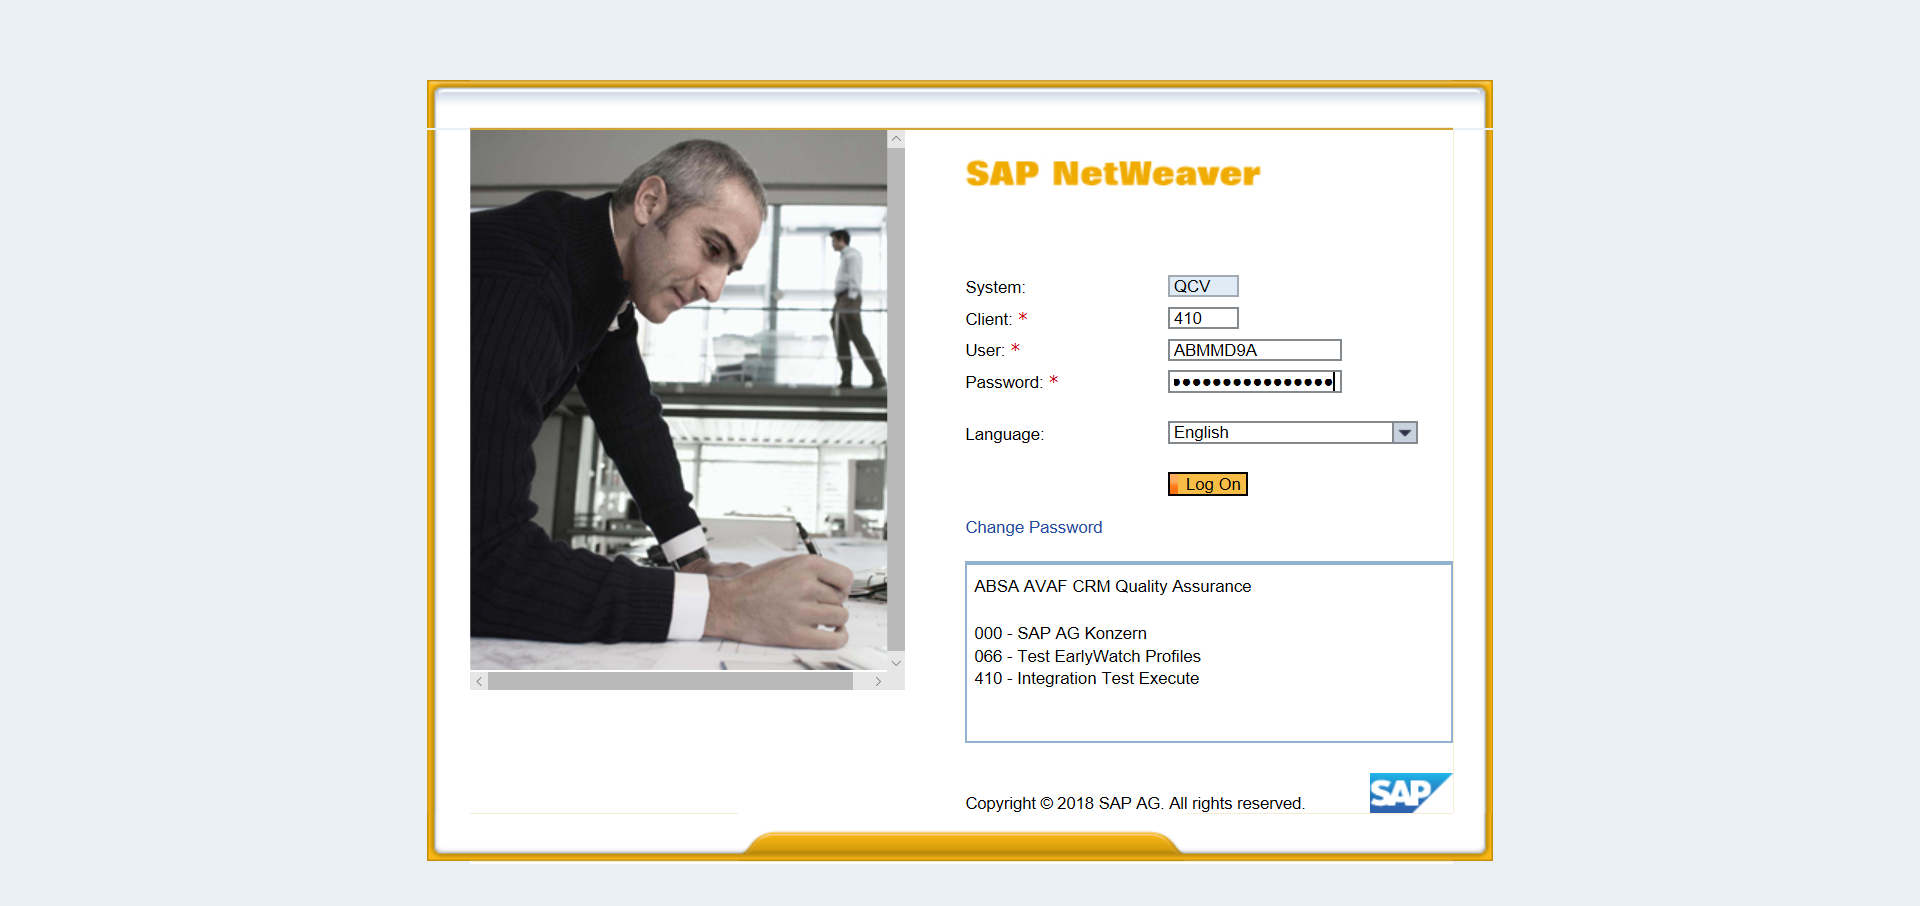 SAP NetWeaver
System: QCV
Client: * 410
User: * ABMMD9A
Password: * ●●●●●●●●●●●●●●●●●
Language: English
Log On
Change Password
ABSA AVAF CRM Quality Assurance
000 - SAP AG Konzern
066 - Test EarlyWatch Profiles
410 - Integration Test Execute
Copyright © 2018 SAP AG. All rights reserved.
SAP